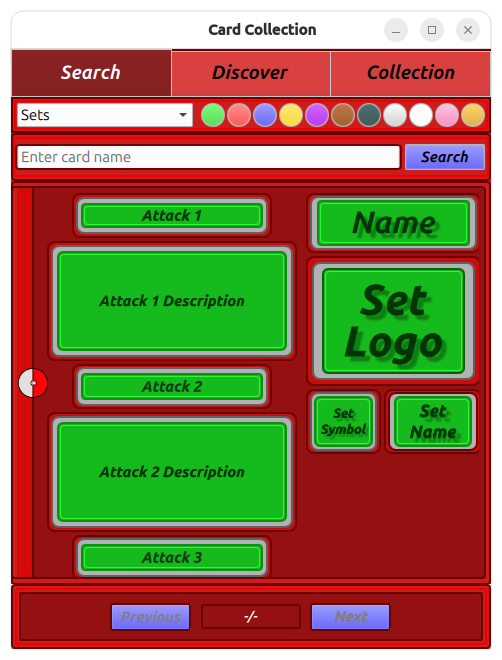 Card Collection
Search
Discover
Collection
Sets
Enter card name
Search
Attack 1
Attack 1 Description
Attack 2
Attack 2 Description
Attack 3
Name
Set
Logo
Set
Symbol
Set
Name
Previous
-/-
Next